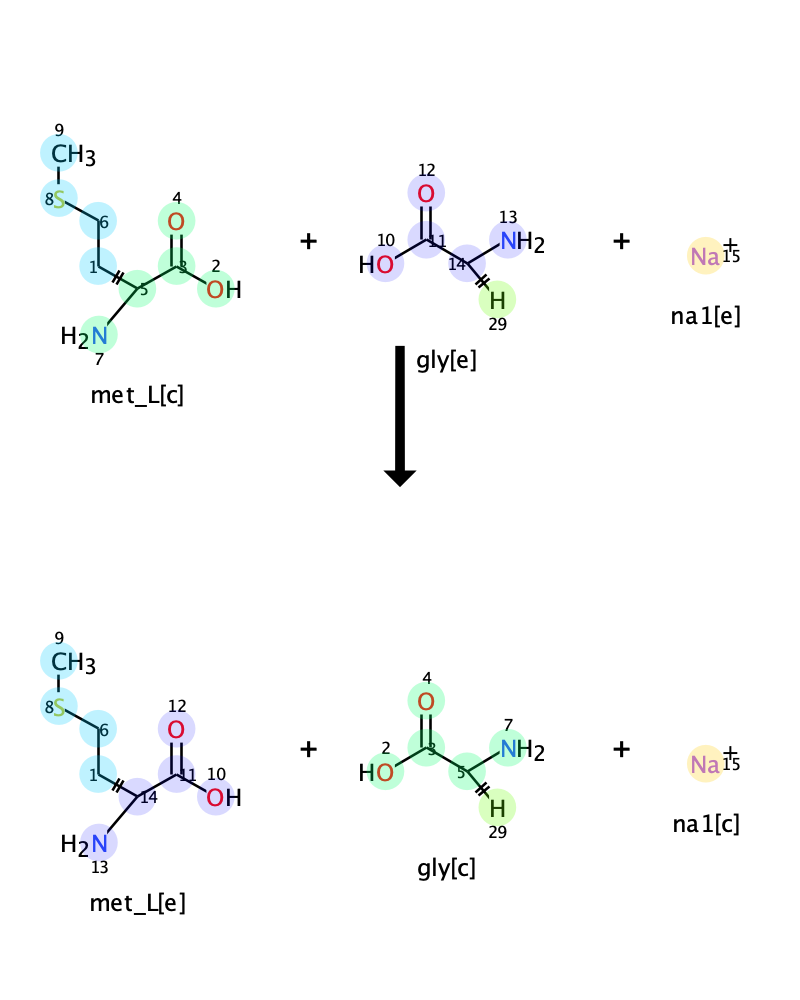 9
CH3
8 S
6
4
O
1
5
3
2
OH
H2N
7
met_L[c]
+
12
O
10
HO
11
13
NH2
14
H
29
gly[e]
+
Na+
15
na1[e]
9
CH3
8 S
6
12
O
1
14
11
10
OH
H2N
13
met_L[e]
+
4
O
2
HO
3
7
NH2
5
H
29
gly[c]
+
Na+
15
na1[c]